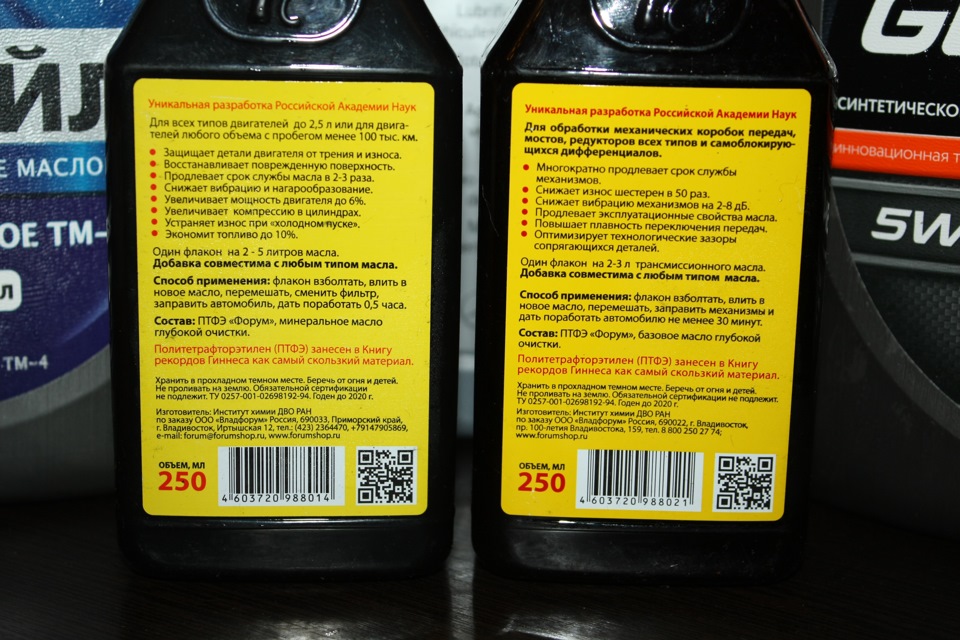 ЙЛ
Е МАСЛО
ОЕ ТМ-
л
ТМ-4
Уникальная разработка Российской Академии Наук
Для всех типов двигателей до 2,5 л или для двига-
телей любого объема с пробегом менее 100 тыс. км.
Защищает детали двигателя от трения и износа.
Восстанавливает поврежденную поверхность.
Продлевает срок службы масла в 2-3 раза.
Снижает вибрацию и нагарообразование.
Увеличивает мощность двигателя до 6%.
Увеличивает компрессию в цилиндрах.
Устраняет износ при «холодном пуске».
Экономит топливо до 10%.
Один флакон на 2 - 5 литров масла.
Добавка совместима с любым типом масла.
Способ применения: флакон взболтать, влить в
новое масло, перемешать, сменить фильтр,
заправить автомобиль, дать поработать 0,5 часа.
Состав: ПТФЭ «Форум», минеральное масло
глубокой очистки.
Политетрафторэтилен (ПТФЭ) занесен в Книгу
рекордов Гиннеса как самый скользкий материал.
Хранить в прохладном темном месте. Беречь от огня и детей.
Не проливать на землю. Обязательной сертификации
не подлежит. ТУ 0257-001-02698192-94. Годен до 2020 г.
Изготовитель: Институт химии ДВО РАН
по заказу ООО «Владфорум» Россия, 690033, Приморский край,
г. Владивосток, Иртышская 12, тел.: (423) 2364470, +79147905869,
e-mail: forum@forumshop.ru, www.forumshop.ru
ОБЪЕМ, МЛ
250
4 603720 988014
Уникальная разработка Российской Академии Наук
Для обработки механических коробок передач,
мостов, редукторов всех типов и самоблокирую-
щихся дифференциалов.
Многократно продлевает срок службы
механизмов.
Снижает износ шестерен в 50 раз.
Снижает вибрацию механизмов на 2-8 дБ.
Продлевает эксплуатационные свойства масла.
Повышает плавность переключения передач.
Оптимизирует технологические зазоры
сопрягающихся деталей.
Один флакон на 2-3 л трансмиссионного масла.
Добавка совместима с любым типом масла.
Способ применения: флакон взболтать, влить в
новое масло, перемешать, заправить механизмы и
дать поработать автомобилю не менее 30 минут.
Состав: ПТФЭ «Форум», базовое масло глубокой
очистки.
Политетрафторэтилен (ПТФЭ) занесен в Книгу
рекордов Гиннеса как самый скользкий материал.
Хранить в прохладном темном месте. Беречь от огня и детей.
Не проливать на землю. Обязательной сертификации не подлежит.
ТУ 0257-001-02698192-94. Годен до 2020 г.
Изготовитель: Институт химии ДВО РАН
по заказу ООО «Владфорум» Россия, 690022, г. Владивосток,
пр. 100-летия Владивостока, 159, тел. 8 800 250 27 74;
www.forumshop.ru
ОБЪЕМ, МЛ
250
4 603720 988021
СИНТЕТИЧЕСКО
инновационная т
5W